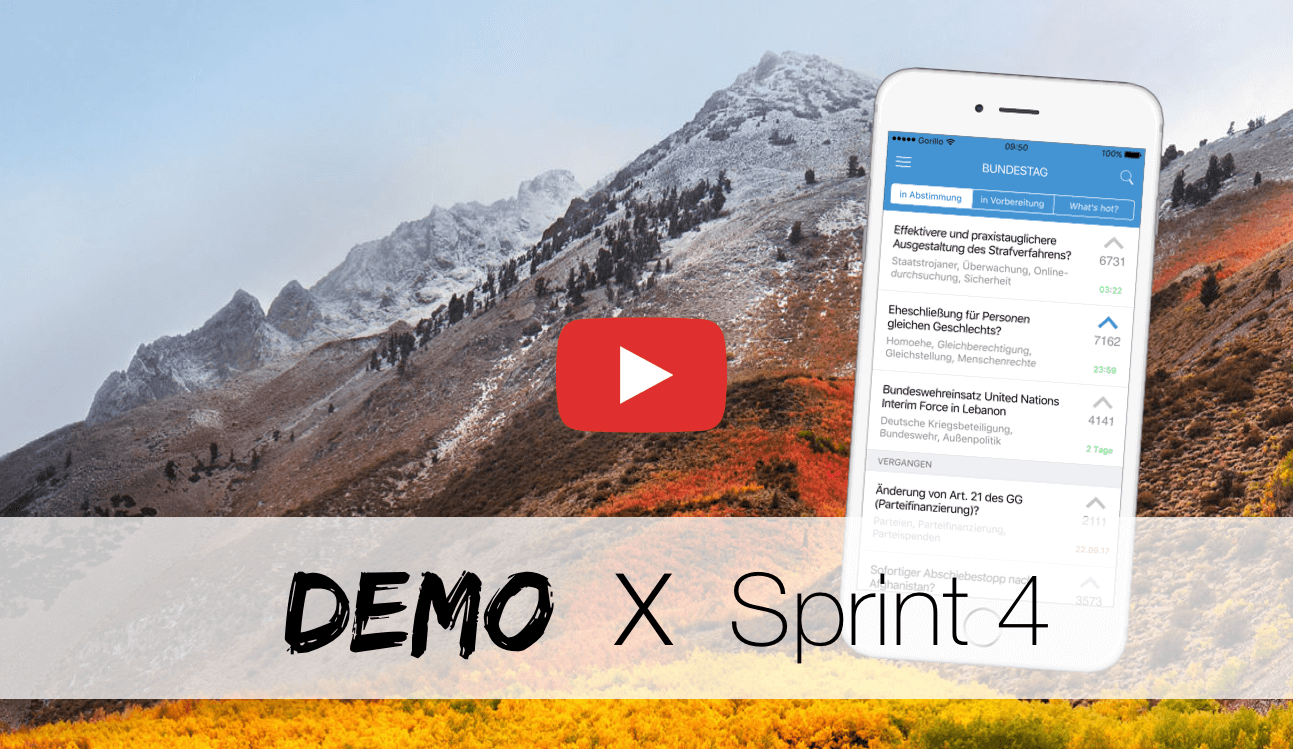 Gorillo
09:50
100%
BUNDESTAG
in Abstimmung
in Vorbereitung
What's hot?
Effektivere und praxistauglichere
Ausgestaltung des Strafverfahrens?
6731
Staatstrojaner, Überwachung, Online-
durchsuchung, Sicherheit
03:22
Eheschließung für Personen
gleichen Geschlechts?
7162
Homoehe, Gleichberechtigung,
Gleichstellung, Menschenrechte
23:59
Bundeswehreinsatz United Nations
Interim Force in Lebanon
4141
Deutsche Kriegsbeteiligung,
Bundeswehr, Außenpolitik
2 Tage
VERGANGEN
Änderung von Art. 21 des GG
(Parteifinanzierung)?
2111
Parteien, Parteifinanzierung,
Parteispenden
22.05.17
Sofortiger Abschiebestopp nach
Afghanistan?
3573
DEMO X Sprint 4